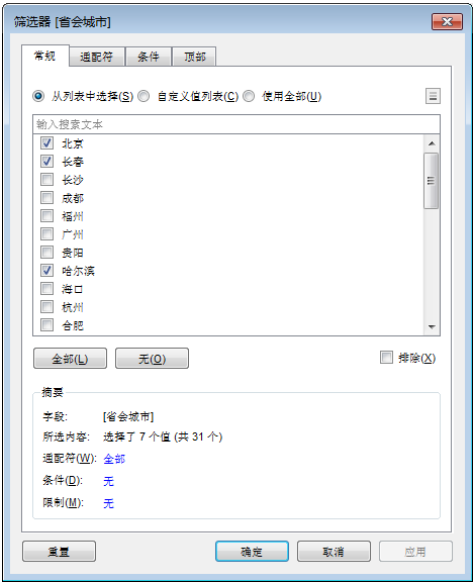 筛选器 [省会城市]
常规 通配符 条件 顶部
从列表中选择(S) 自定义值列表(C) 使用全部(U)
输入搜索文本
北京
长春
长沙
成都
福州
广州
贵阳
哈尔滨
海口
杭州
合肥
全部(L) 无(O) 排除(X)
摘要
字段: [省会城市]
所选内容: 选择了 7 个值 (共 31 个)
通配符(W): 全部
条件(D): 无
限制(M): 无
重置 确定 取消 应用